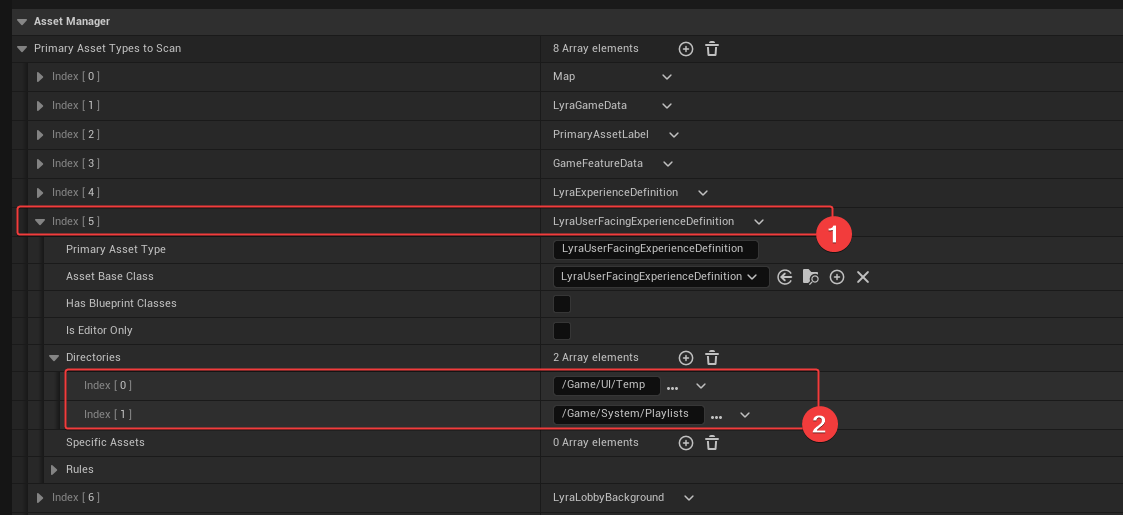 Asset Manager
Primary Asset Types to Scan 8 Array elements
Index [ 0 ] Map
Index [ 1 ] LyraGameData
Index [ 2 ] PrimaryAssetLabel
Index [ 3 ] GameFeatureData
Index [ 4 ] LyraExperienceDefinition
Index [ 5 ] LyraUserFacingExperienceDefinition
1
Primary Asset Type LyraUserFacingExperienceDefinition
Asset Base Class LyraUserFacingExperienceDefinition
Has Blueprint Classes
Is Editor Only
Directories 2 Array elements
Index [ 0 ] /Game/UI/Temp ...
Index [ 1 ] /Game/System/Playlists ...
2
Specific Assets 0 Array elements
Rules
Index [ 6 ] LyraLobbyBackground